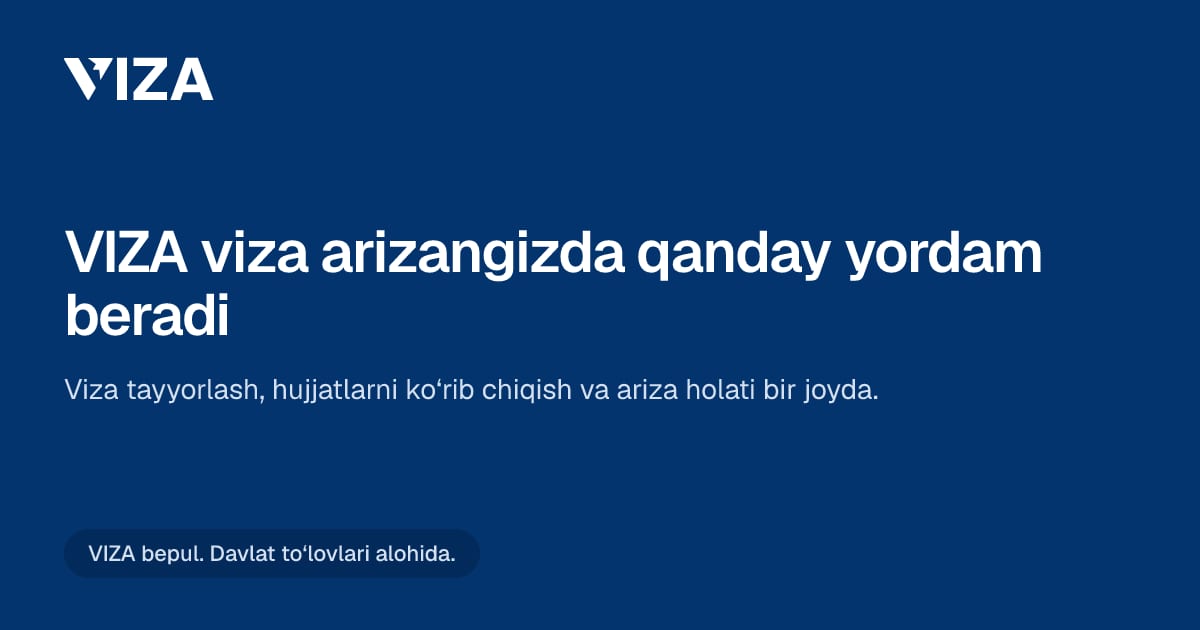 VIZA
VIZA viza arizangizda qanday yordam
beradi
Viza tayyorlash, hujjatlarni ko‘rib chiqish va ariza holati bir joyda.
VIZA bepul. Davlat to‘lovlari alohida.